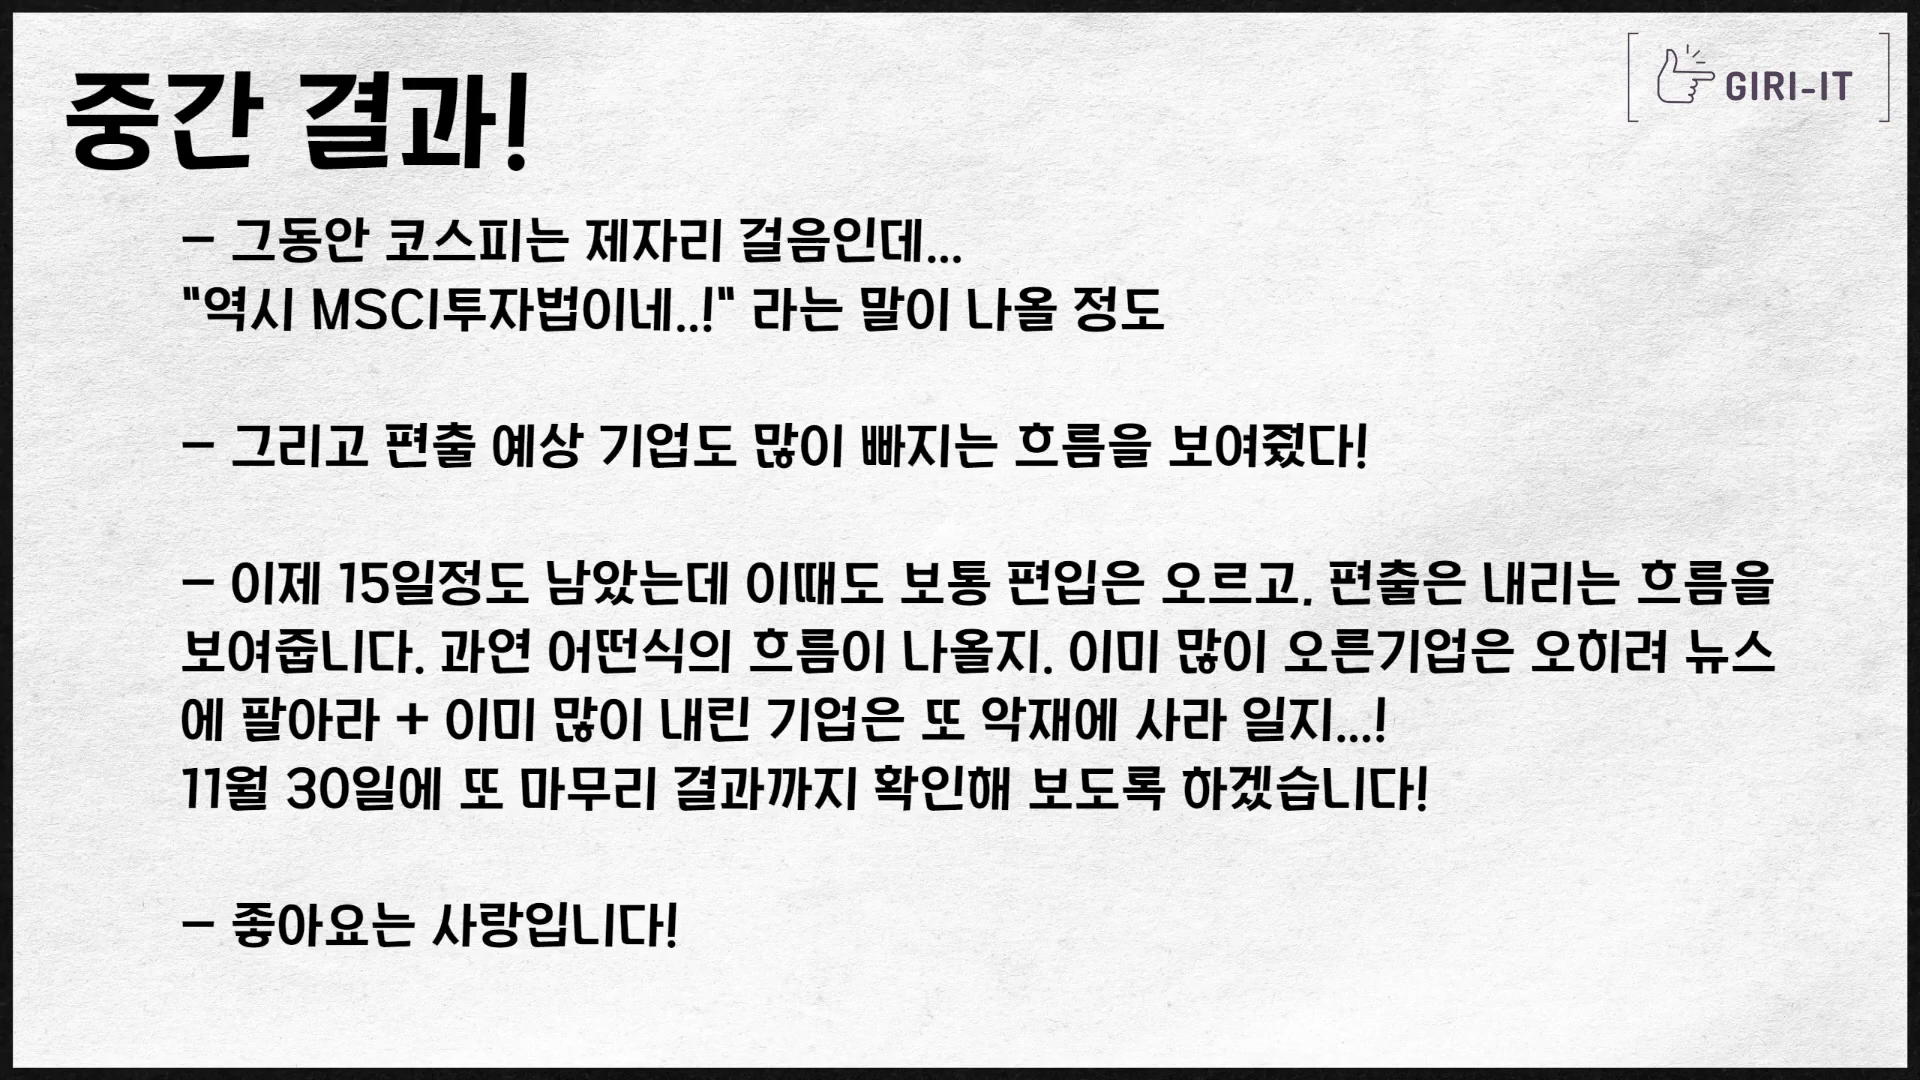 중간 결과!
GIRI-IT
- 그동안 코스피는 제자리 걸음인데...
"역시 MSCI투자법이네..!" 라는 말이 나올 정도
- 그리고 편출 예상 기업도 많이 빠지는 흐름을 보여줬다!
- 이제 15일정도 남았는데 이때도 보통 편입은 오르고, 편출은 내리는 흐름을
보여줍니다. 과연 어떤식의 흐름이 나올지. 이미 많이 오른기업은 오히려 뉴스
에 팔아라 + 이미 많이 내린 기업은 또 악재에 사라 일지...!
11월 30일에 또 마무리 결과까지 확인해 보도록 하겠습니다!
- 좋아요는 사랑입니다!